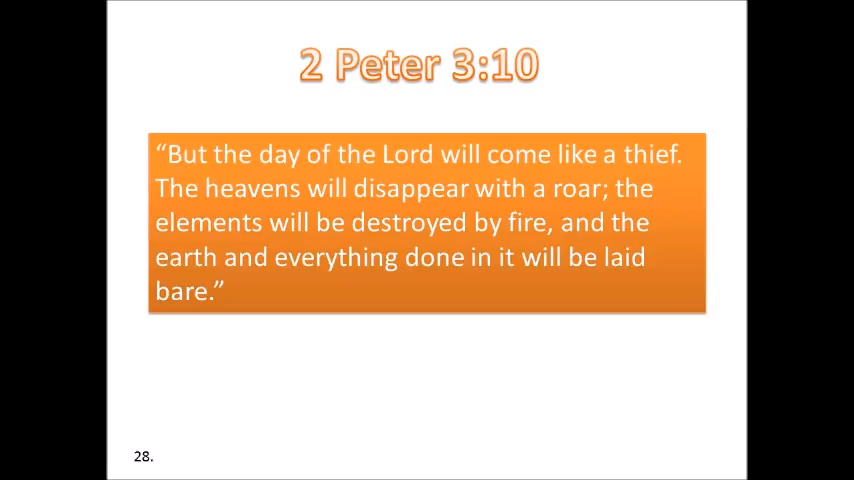 2 Peter 3:10
“But the day of the Lord will come like a thief.
The heavens will disappear with a roar; the
elements will be destroyed by fire, and the
earth and everything done in it will be laid
bare.”
28.